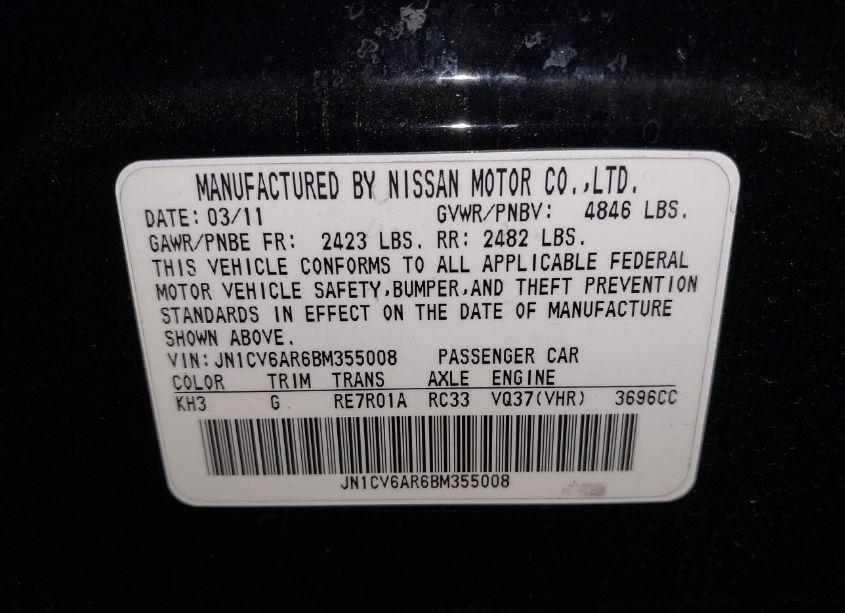 MANUFACTURED BY NISSAN MOTOR CO.,LTD.
DATE: 03/11 GVWR/PNBV: 4846 LBS.
GAWR/PNBE FR: 2423 LBS. RR: 2482 LBS.
THIS VEHICLE CONFORMS TO ALL APPLICABLE FEDERAL
MOTOR VEHICLE SAFETY,BUMPER,AND THEFT PREVENTION
STANDARDS IN EFFECT ON THE DATE OF MANUFACTURE
SHOWN ABOVE.
VIN: JN1CV6AR6BM355008 PASSENGER CAR
COLOR TRIM TRANS AXLE ENGINE
KH3 G RE7R01A RC33 VQ37(VHR) 3696CC
JN1CV6AR6BM355008